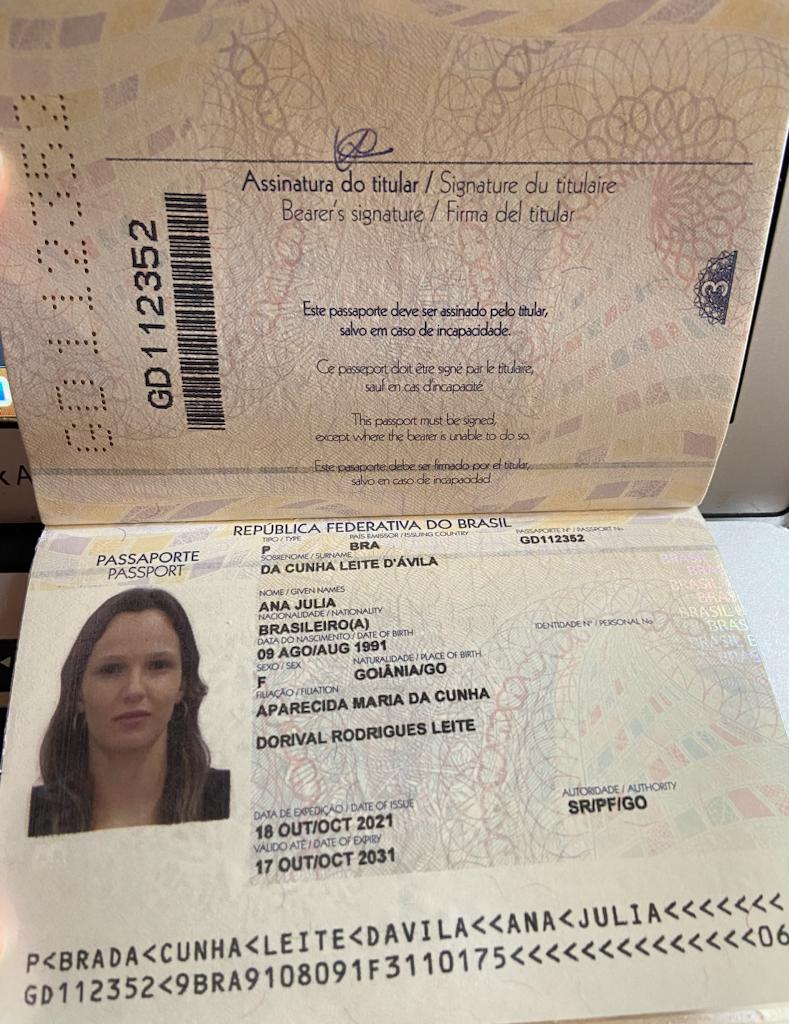 GD112352
GD112352
Assinatura do titular / Signature du titulaire
Bearer's signature / Firma del titular
3
Este passaporte deve ser assinado pelo titular,
salvo em caso de incapacidade.
Ce passeport doit être signé par le titulaire,
sauf en cas d'incapacité
This passport must be signed,
except where the bearer is unable to do so.
Este pasaporte debe ser firmado por el titular,
salvo en caso de incapacidad
REPÚBLICA FEDERATIVA DO BRASIL
PASSAPORTE
PASSPORT
TIPO / TYPE PAÍS EMISSOR / ISSUING COUNTRY PASSAPORTE Nº / PASSPORT No
P BRA GD112352
SOBRENOME / SURNAME
DA CUNHA LEITE D'ÁVILA
NOME / GIVEN NAMES
ANA JULIA
NACIONALIDADE / NATIONALITY
BRASILEIRO(A)
DATA DO NASCIMENTO / DATE OF BIRTH IDENTIDADE Nº / PERSONAL No
09 AGO/AUG 1991
SEXO / SEX NATURALIDADE / PLACE OF BIRTH
F GOIÂNIA/GO
FILIAÇÃO / FILIATION
APARECIDA MARIA DA CUNHA
DORIVAL RODRIGUES LEITE
DATA DE EXPEDIÇÃO / DATE OF ISSUE AUTORIDADE / AUTHORITY
18 OUT/OCT 2021 SR/PF/GO
VÁLIDO ATÉ / DATE OF EXPIRY
17 OUT/OCT 2031
BRASIL
P<BRADA<CUNHA<LEITE<DAVILA<<ANA<JULIA<<<<<<<
GD112352<9BRA9108091F3110175<<<<<<<<<<<<<<<06